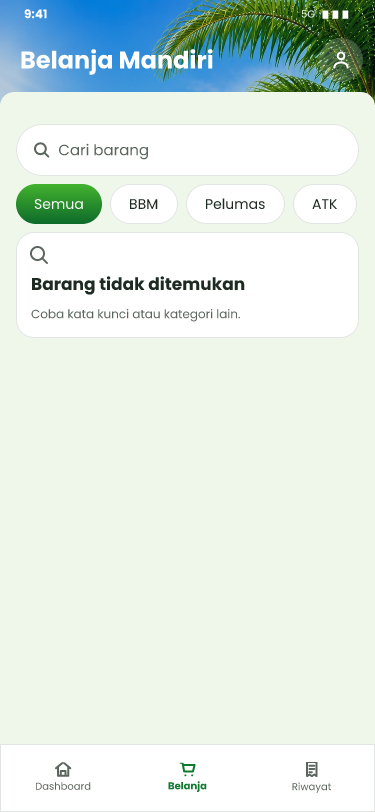 9:41
5G
Belanja Mandiri
Cari barang
Semua
BBM
Pelumas
ATK
Barang tidak ditemukan
Coba kata kunci atau kategori lain.
Dashboard
Belanja
Riwayat